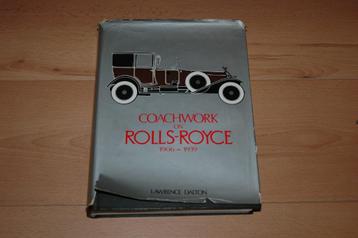 COACHWORK
ON
ROLLS-ROYCE
1906 – 1939
LAWRENCE DALTON